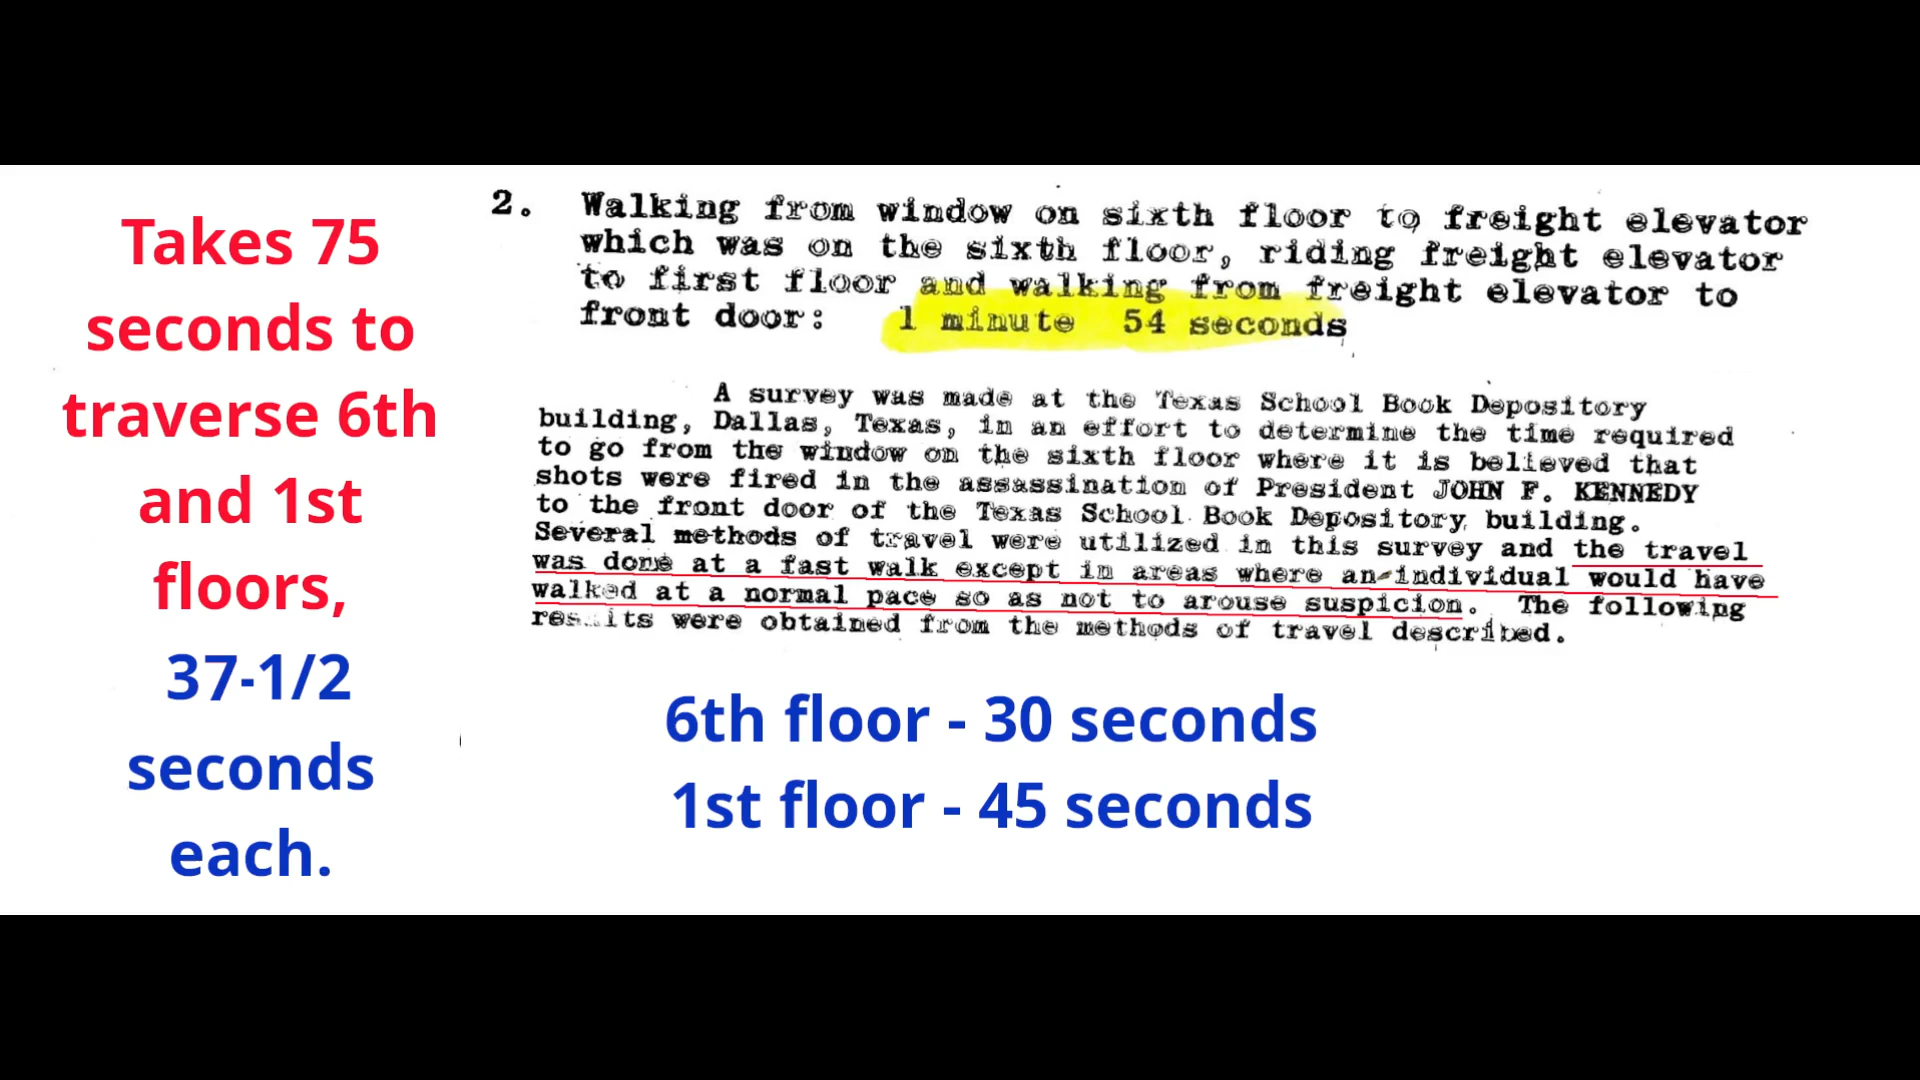 Takes 75
seconds to
traverse 6th
and 1st
floors,
37-1/2
seconds
each.
2. Walking from window on sixth floor to freight elevator
which was on the sixth floor, riding freight elevator
to first floor and walking from freight elevator to
front door: 1 minute 54 seconds
A survey was made at the Texas School Book Depository
building, Dallas, Texas, in an effort to determine the time required
to go from the window on the sixth floor where it is believed that
shots were fired in the assassination of President JOHN F. KENNEDY
to the front door of the Texas School Book Depository building.
Several methods of travel were utilized in this survey and the travel
was done at a fast walk except in areas where an individual would have
walked at a normal pace so as not to arouse suspicion. The following
results were obtained from the methods of travel described.
6th floor - 30 seconds
1st floor - 45 seconds